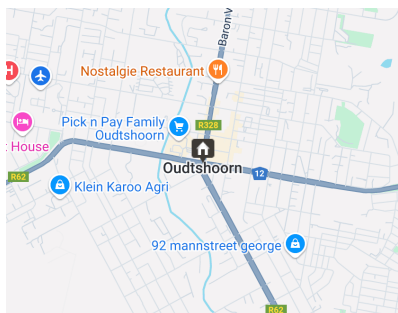 Baron V
Nostalgie Restaurant
H
Pick n Pay Family
Oudtshoorn
R328
t House
Oudtshoorn
R62
12
Klein Karoo Agri
92 mannstreet george
R62